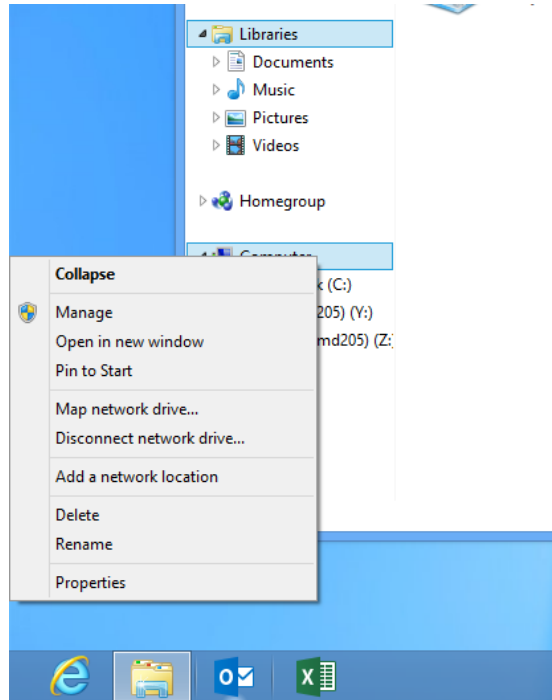 Libraries
Documents
Music
Pictures
Videos
Homegroup
Computer
Collapse
(C:)
Manage
205) (Y:)
Open in new window
md205) (Z:
Pin to Start
Map network drive...
Disconnect network drive...
Add a network location
Delete
Rename
Properties